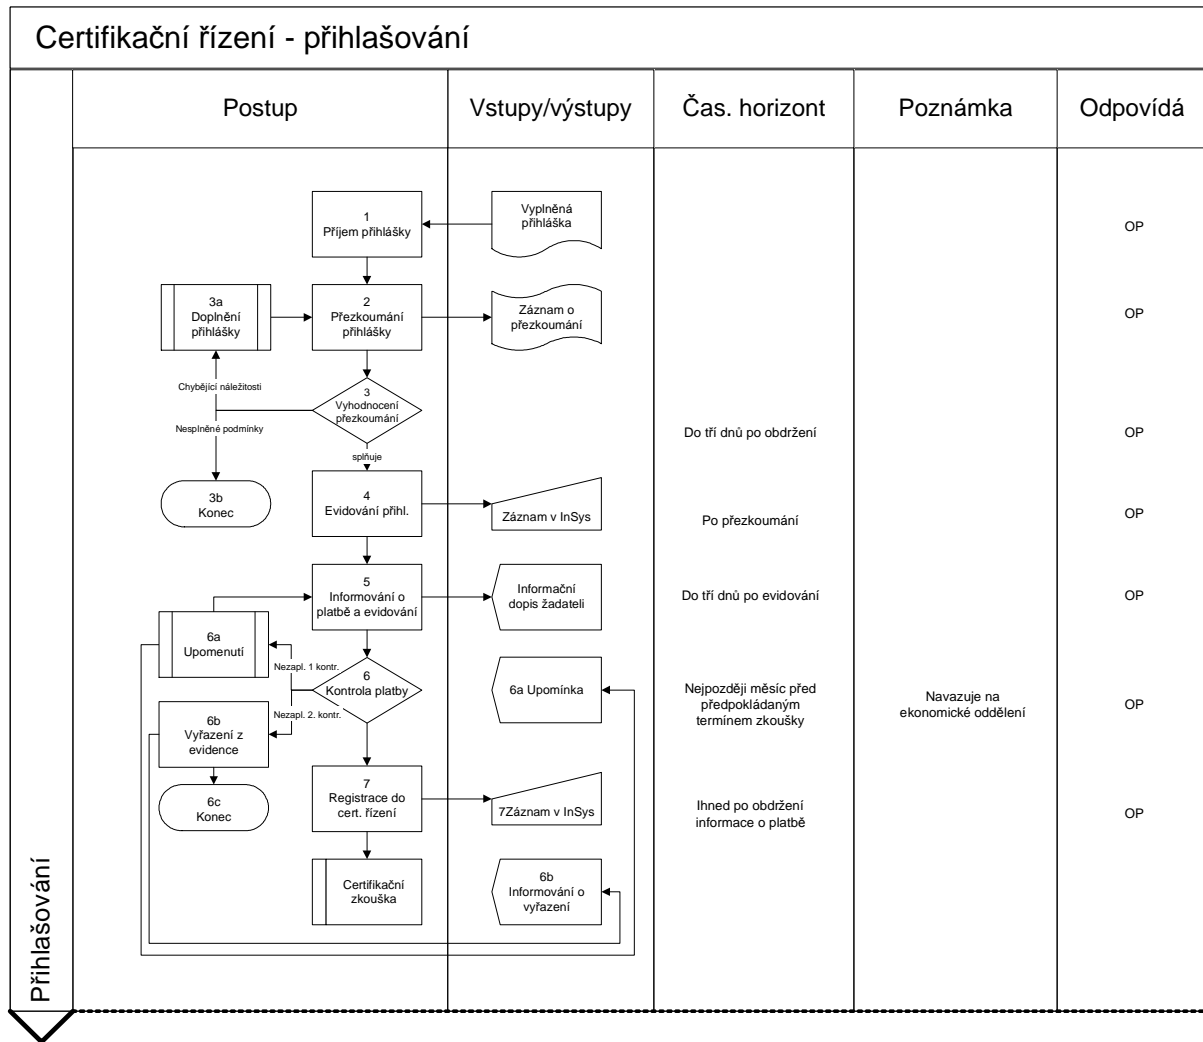 Certifikační řízení - přihlašování
Postup
Vstupy/výstupy
Čas. horizont
Poznámka
Odpovídá
1
Příjem přihlášky
Vyplněná
přihláška
OP
3a
Doplnění
přihlášky
2
Přezkoumání
přihlášky
Záznam o
přezkoumání
OP
Chybějící náležitosti
3
Vyhodnocení
přezkoumání
Nesplněné podmínky
Do tří dnů po obdržení
OP
splňuje
3b
Konec
4
Evidování přihl.
Záznam v InSys
Po přezkoumání
OP
5
Informování o
platbě a evidování
Informační
dopis žadateli
Do tří dnů po evidování
OP
6a
Upomenutí
Nezapl. 1 kontr.
6
Kontrola platby
6a Upomínka
Nejpozději měsíc před
předpokládaným
termínem zkoušky
Navazuje na
ekonomické oddělení
OP
Nezapl. 2. kontr.
6b
Vyřazení z
evidence
6c
Konec
7
Registrace do
cert. řízení
7Záznam v InSys
Ihned po obdržení
informace o platbě
OP
Certifikační
zkouška
6b
Informování o
vyřazení
Přihlašování